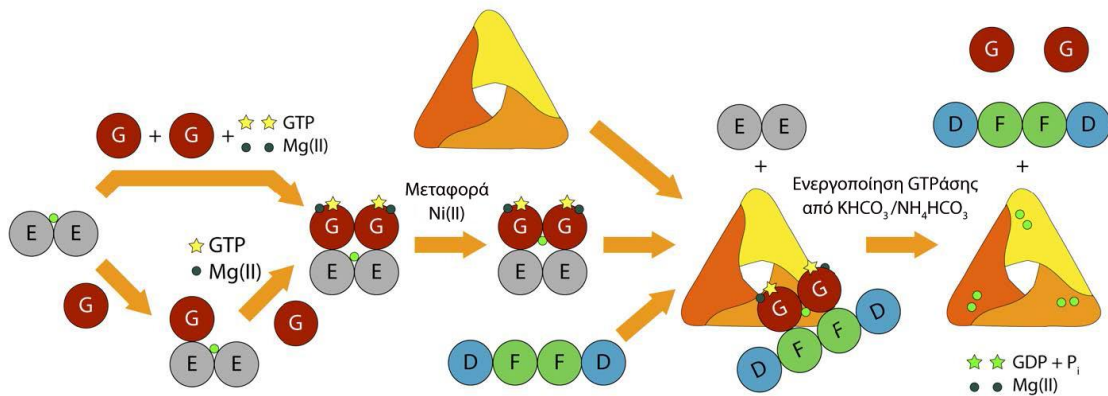 G + G + GTP
Mg(II)
E E
G
GTP
Mg(II)
G
E E
G
G G
E E
Μεταφορά
Ni(II)
G G
E E
D F F D
E E
+
G G
D F F D
Ενεργοποίηση GTPάσης
από KHCO₃/NH₄HCO₃
G G
D F F D
+
GDP + Pᵢ
Mg(II)